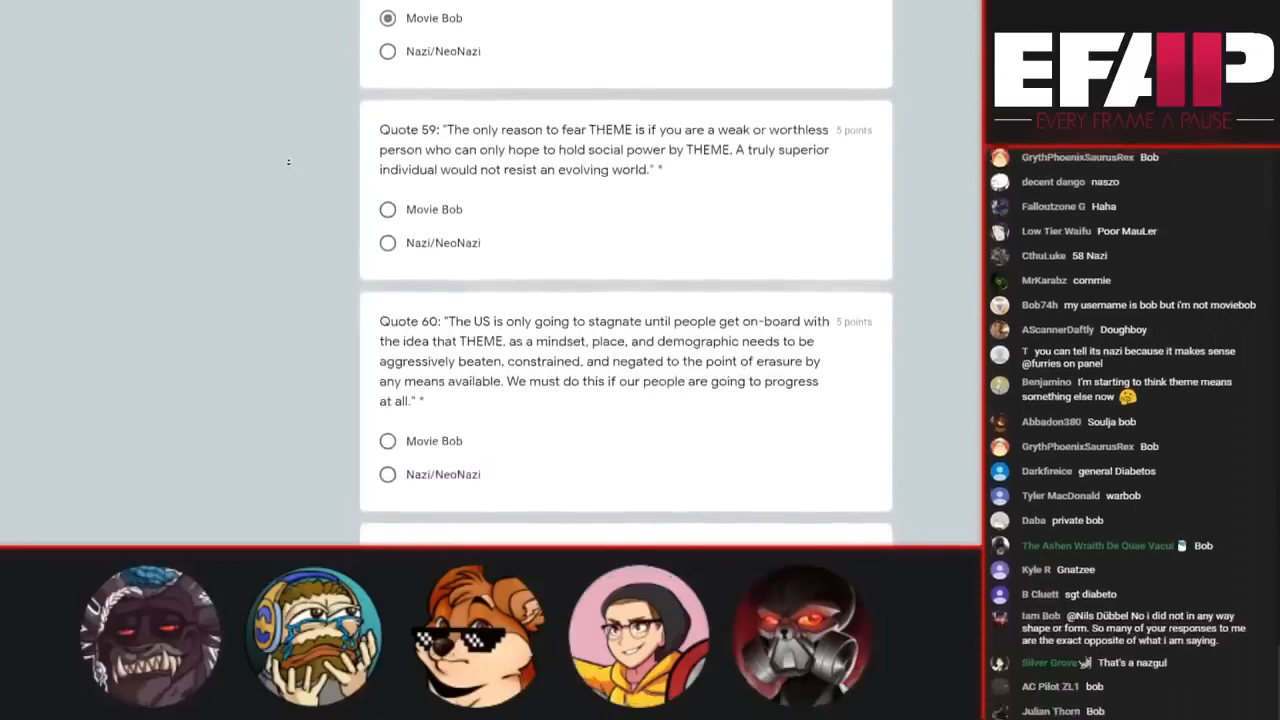 Movie Bob
Nazi/NeoNazi
Quote 59: "The only reason to fear THEME is if you are a weak or worthless 5 points
person who can only hope to hold social power by THEME. A truly superior
individual would not resist an evolving world." *
Movie Bob
Nazi/NeoNazi
Quote 60: "The US is only going to stagnate until people get on-board with 5 points
the idea that THEME, as a mindset, place, and demographic needs to be
aggressively beaten, constrained, and negated to the point of erasure by
any means available. We must do this if our people are going to progress
at all." *
Movie Bob
Nazi/NeoNazi
EFAP
EVERY FRAME A PAUSE
GrythPhoenixSaurusRex Bob
decent dango naszo
Falloutzone G Haha
Low Tier Waifu Poor MauLer
CthuLuke 58 Nazi
MrKarabz commie
Bob74h my username is bob but i'm not moviebob
AScannerDaftly Doughboy
T you can tell its nazi because it makes sense
@furries on panel
Benjamino I'm starting to think theme means
something else now
Abbadon380 Soulja bob
GrythPhoenixSaurusRex Bob
Darkfireice general Diabetos
Tyler MacDonald warbob
Daba private bob
The Ashen Wraith De Quae Vacui Bob
Kyle R Gnatzee
B Cluett sgt diabeto
Iam Bob @Nils Dübbel No i did not in any way
shape or form. So many of your responses to me
are the exact opposite of what i am saying.
Silver Grove That's a nazgul
AC Pilot ZL1 bob
Julian Thorn Bob